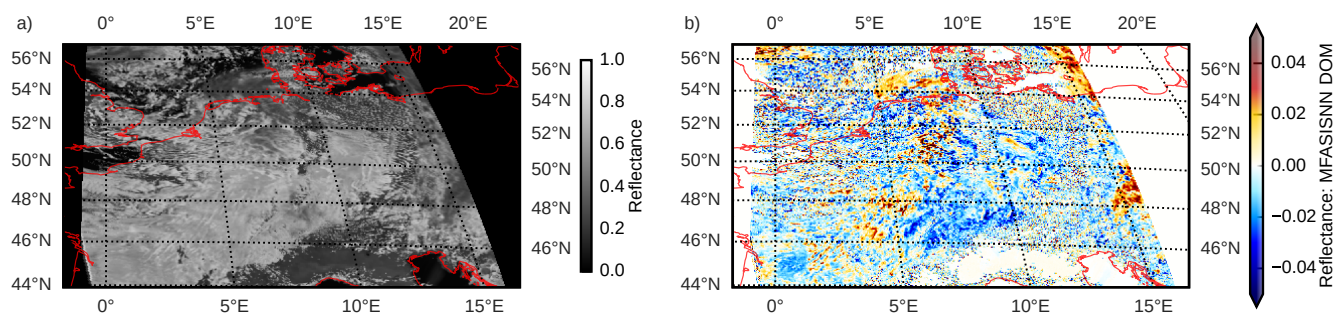 a)
0° 5°E 10°E 15°E 20°E
56°N
54°N
52°N
50°N
48°N
46°N
44°N
56°N
54°N
52°N
50°N
48°N
46°N
0° 5°E 10°E 15°E
1.0
0.8
0.6
0.4
0.2
0.0
Reflectance
b)
0° 5°E 10°E 15°E 20°E
56°N
54°N
52°N
50°N
48°N
46°N
44°N
56°N
54°N
52°N
50°N
48°N
46°N
0° 5°E 10°E 15°E
0.04
0.02
0.00
−0.02
−0.04
Reflectance: MFASISNN DOM